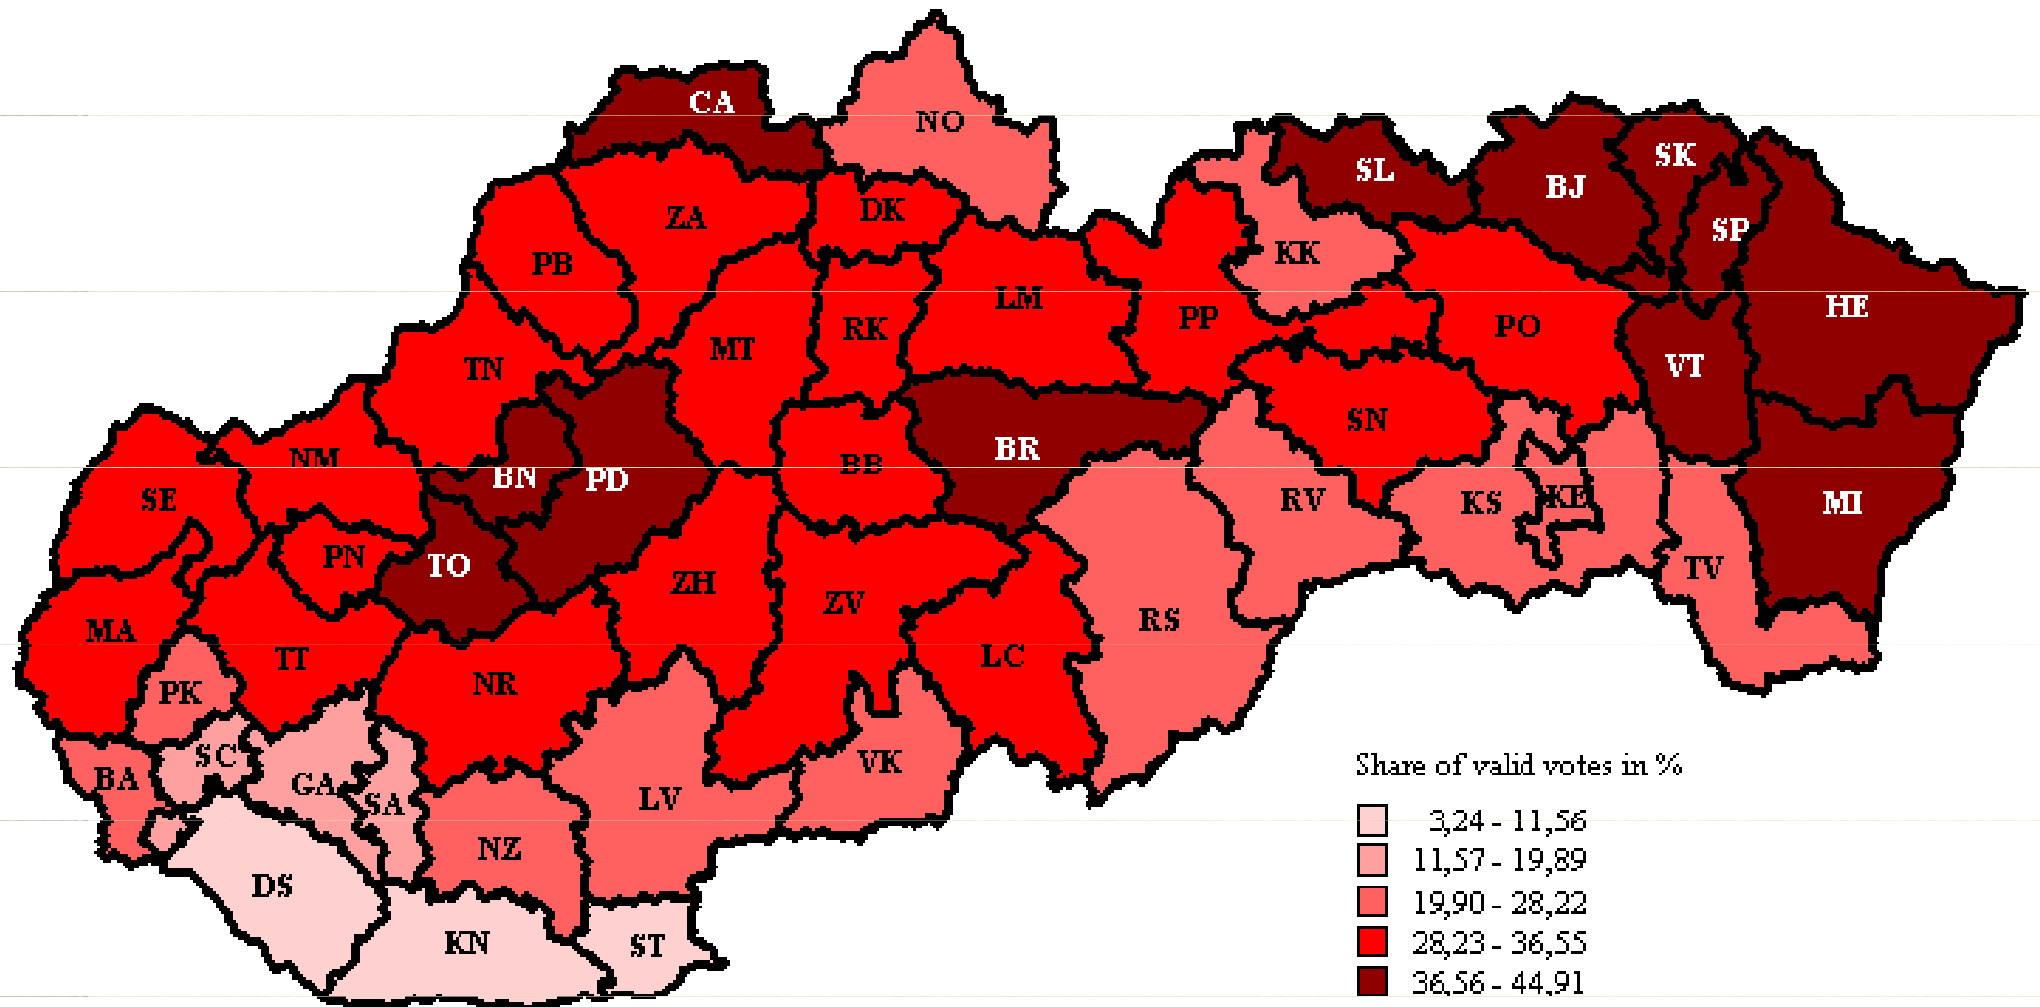 CA
NO
SL
BJ
SK
SP
ZA
DK
PB
KK
HE
LM
PP
RK
PO
MT
TN
VT
SN
NM
BN
PD
BB
BR
SE
RV
KS
KE
MI
PN
TO
ZH
TV
ZV
RS
MA
TT
LC
NR
PK
SC
BA
GA
SA
VK
LV
NZ
DS
KN
ST
Share of valid votes in %
3,24 - 11,56
11,57 - 19,89
19,90 - 28,22
28,23 - 36,55
36,56 - 44,91